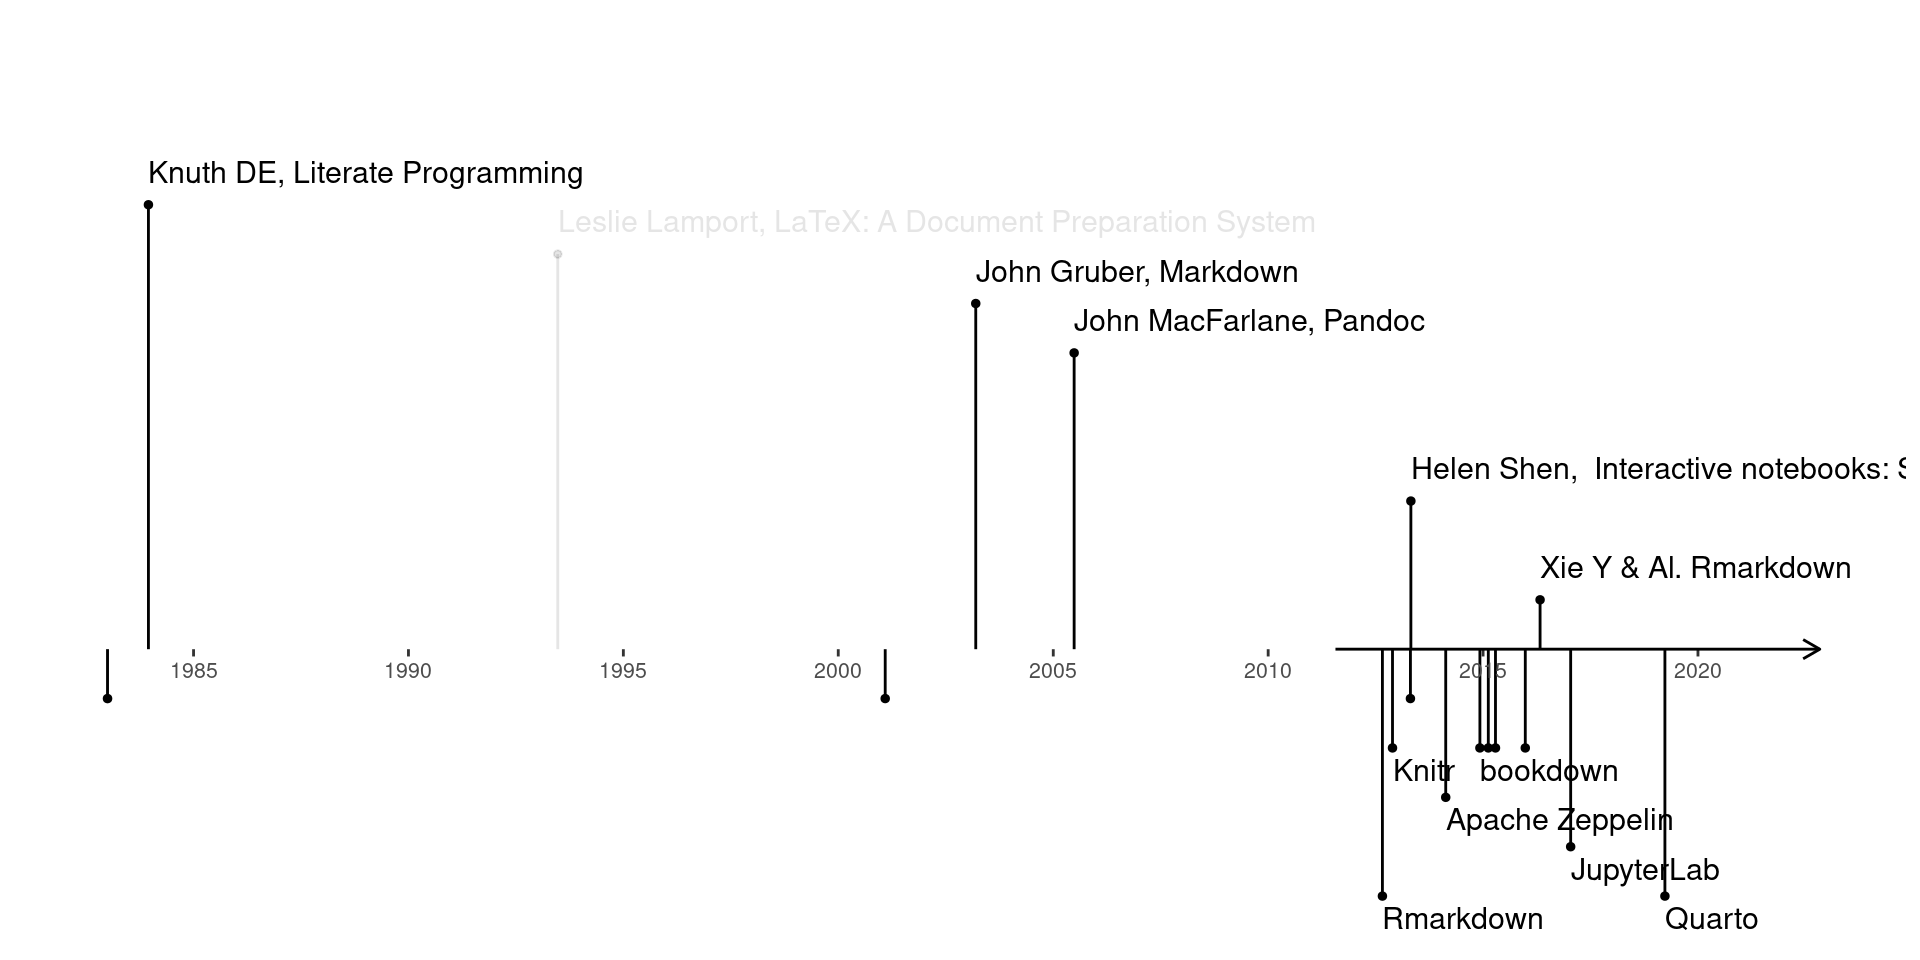 Knuth DE, Literate Programming
Leslie Lamport, LaTeX: A Document Preparation System
John Gruber, Markdown
John MacFarlane, Pandoc
Helen Shen,  Interactive notebooks:
Xie Y & Al. Rmarkdown
1985 1990 1995 2000 2005 2010 2015 2020
Knitr bookdown
Apache Zeppelin
JupyterLab
Rmarkdown Quarto